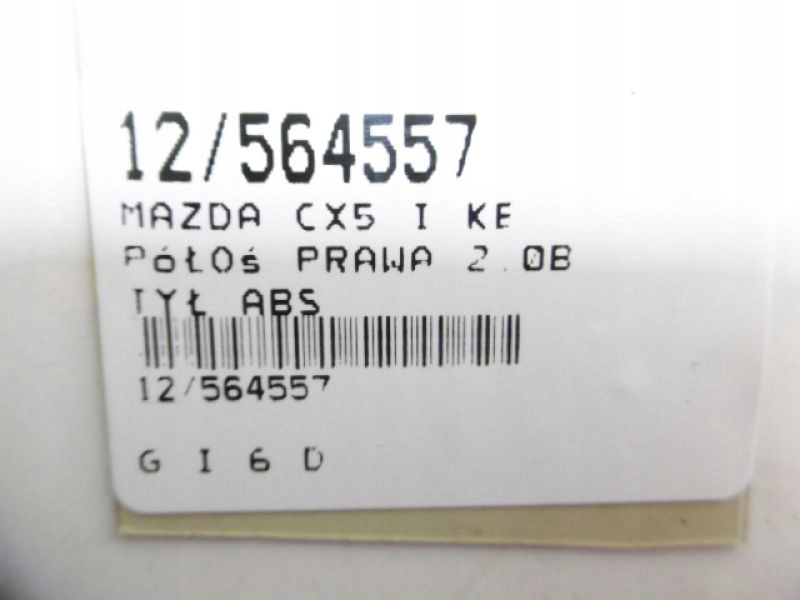 12/564557
MAZDA CX5 I KE
PÓŁOś PRAWA 2.0B
TYŁ ABS
12/564557
G I 6 D